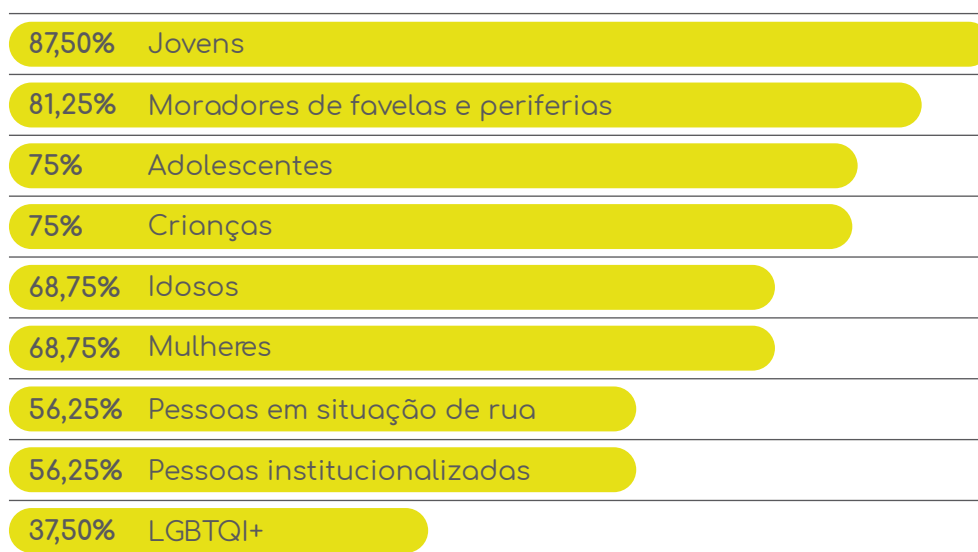 87,50% Jovens
81,25% Moradores de favelas e periferias
75% Adolescentes
75% Crianças
68,75% Idosos
68,75% Mulheres
56,25% Pessoas em situação de rua
56,25% Pessoas institucionalizadas
37,50% LGBTQI+